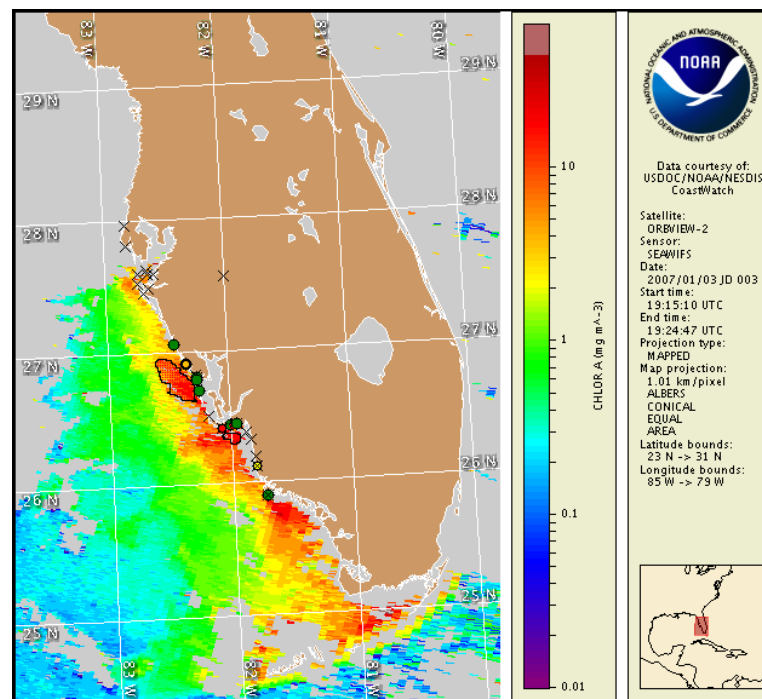 83 W
82 W
81 W
80 W
29 N
29 N
28 N
28 N
27 N
27 N
26 N
26 N
25 N
25 N
83 W
82 W
81 W
10
1
0.1
0.01
CHLOR A (mg m^-3)
NATIONAL OCEANIC AND ATMOSPHERIC ADMINISTRATION
NOAA
U.S. DEPARTMENT OF COMMERCE
Data courtesy of:
USDOC/NOAA/NESDIS
CoastWatch
Satellite:
ORBVIEW-2
Sensor:
SEAWIFS
Date:
2007/01/03 JD 003
Start time:
19:15:10 UTC
End time:
19:24:47 UTC
Projection type:
MAPPED
Map projection:
1.01 km/pixel
ALBERS
CONICAL
EQUAL
AREA
Latitude bounds:
23 N -> 31 N
Longitude bounds:
85 W -> 79 W